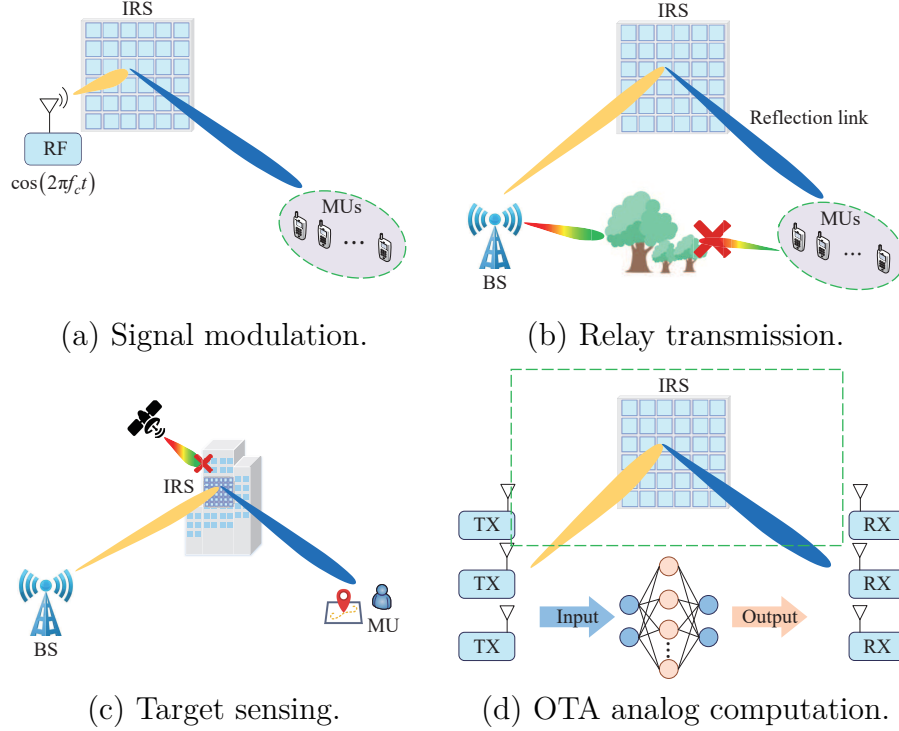 IRS
RF
cos(2πf_c t)
MUs
...
(a) Signal modulation.
IRS
Reflection link
BS
MUs
...
(b) Relay transmission.
IRS
BS
MU
(c) Target sensing.
IRS
TX
RX
TX
RX
Input
Output
TX
RX
(d) OTA analog computation.